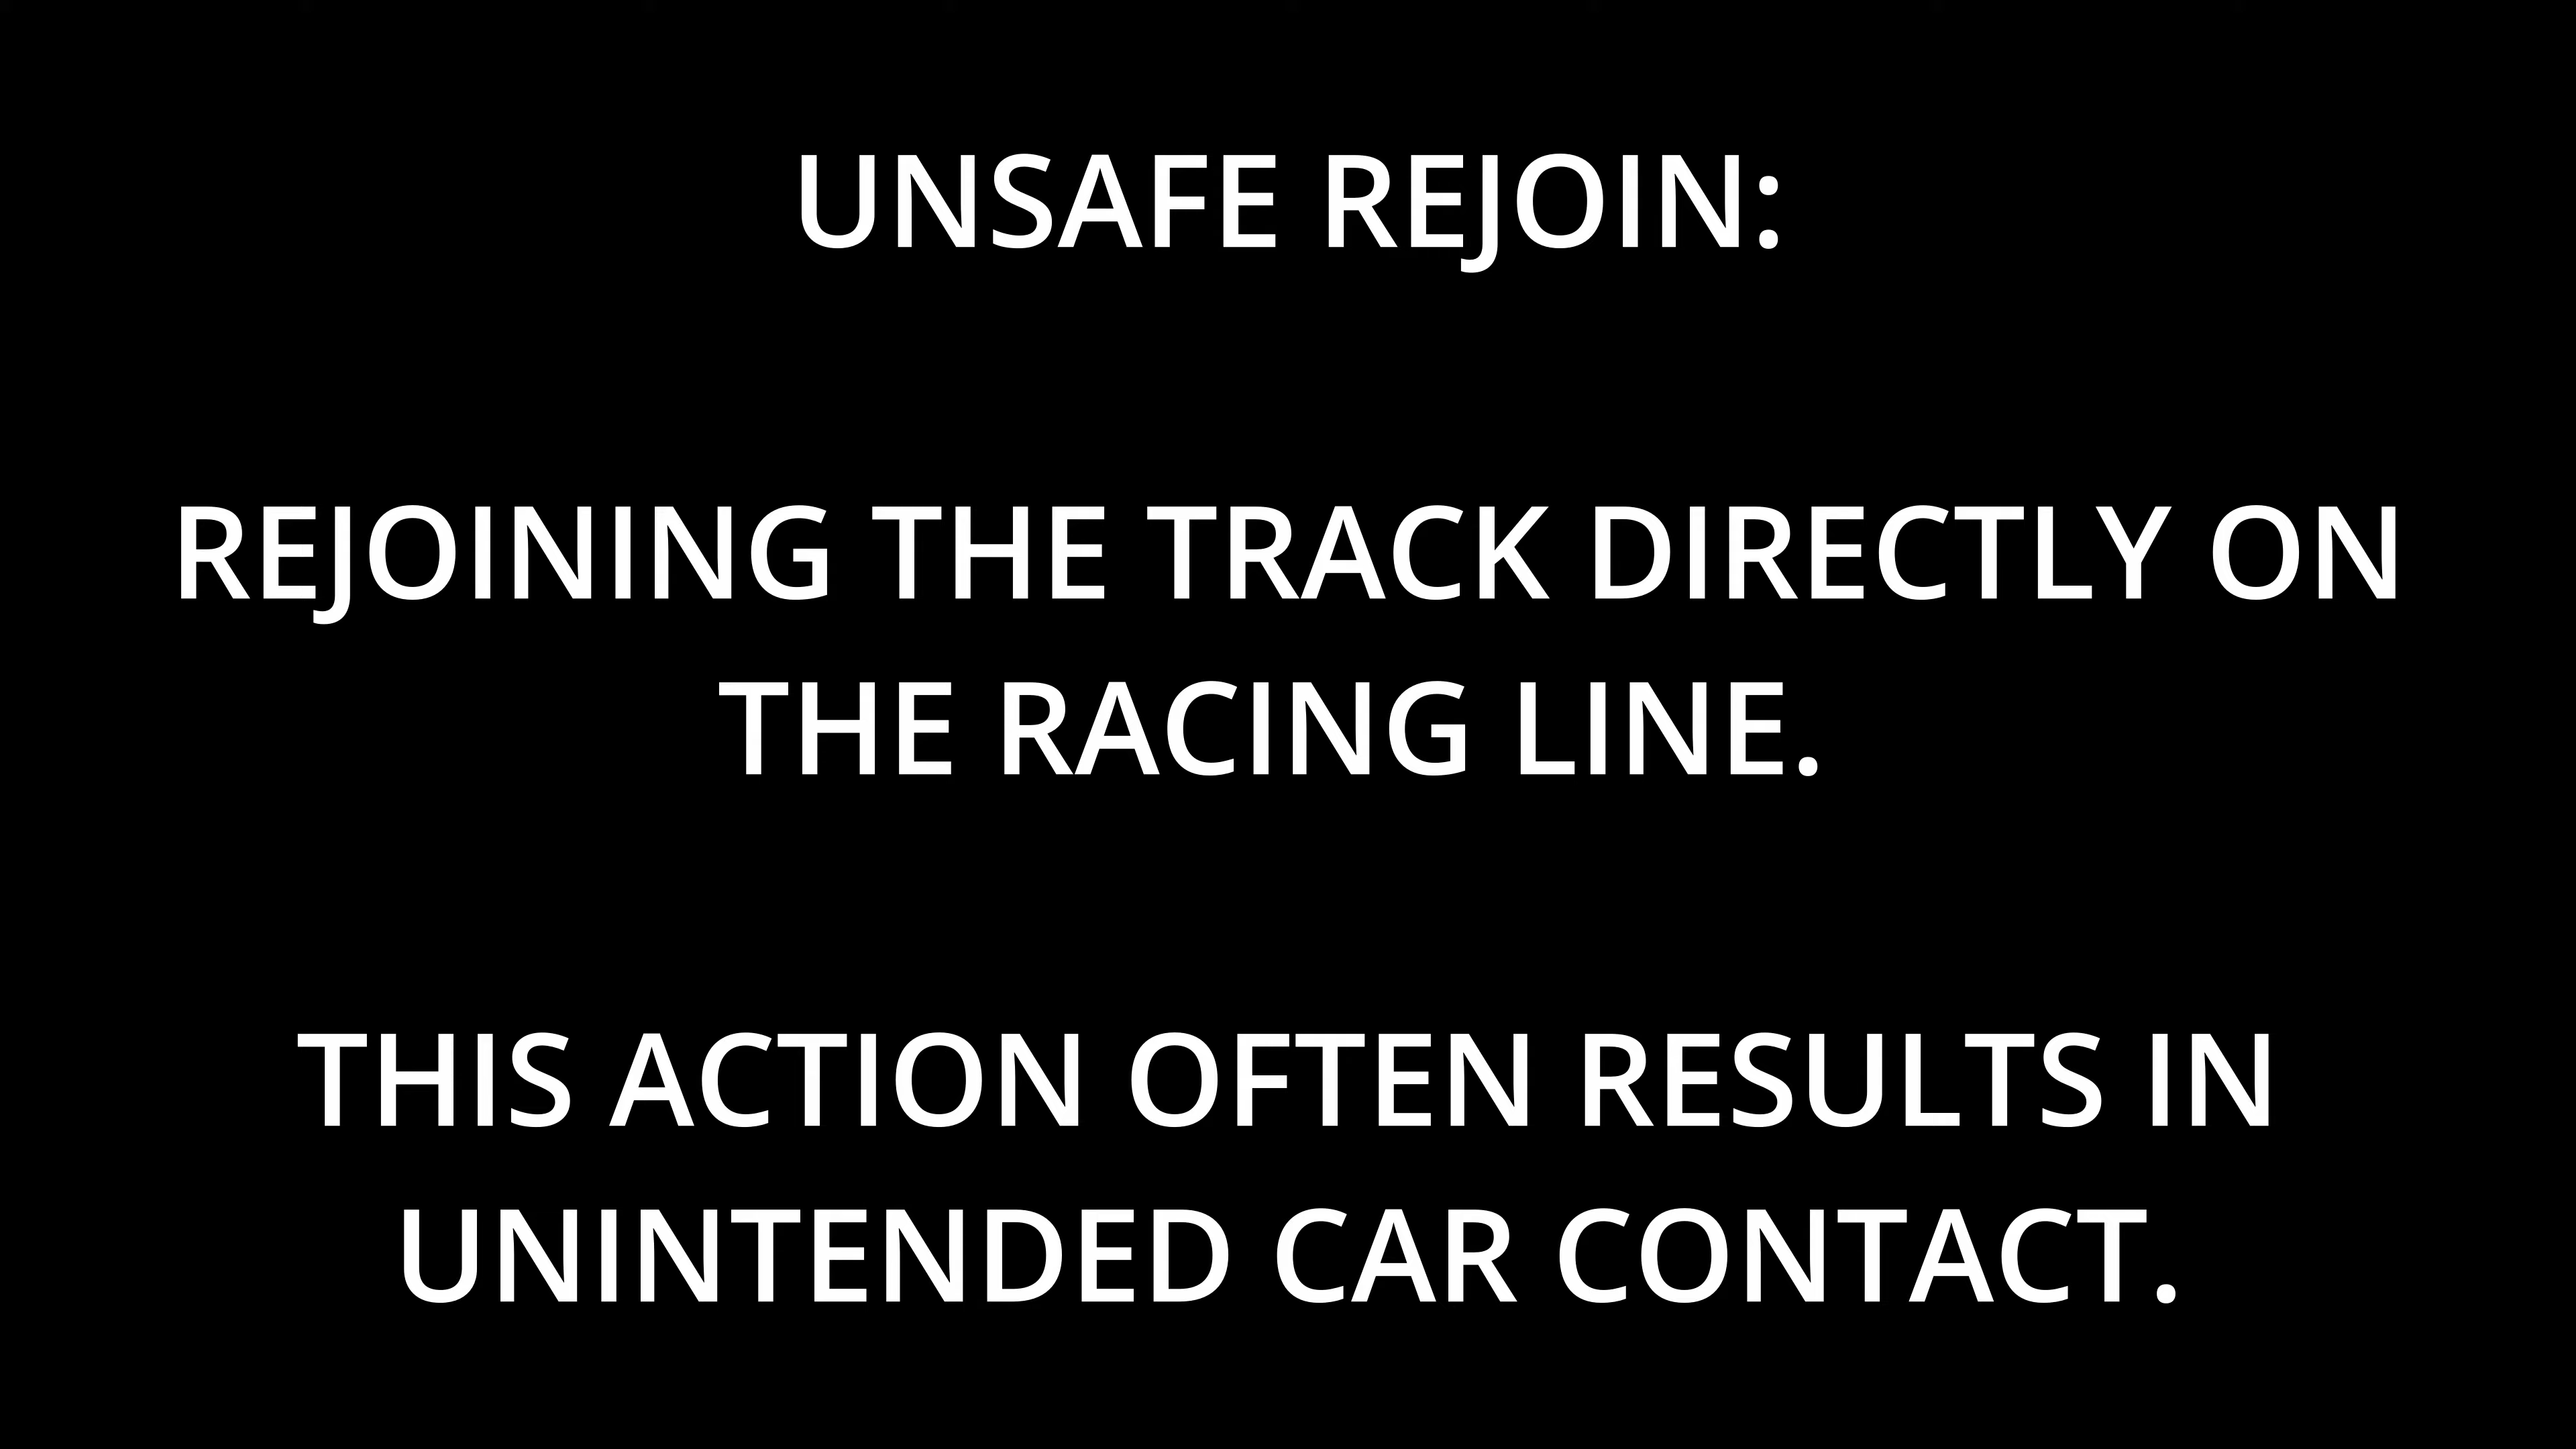 UNSAFE REJOIN:
REJOINING THE TRACK DIRECTLY ON
THE RACING LINE.
THIS ACTION OFTEN RESULTS IN
UNINTENDED CAR CONTACT.